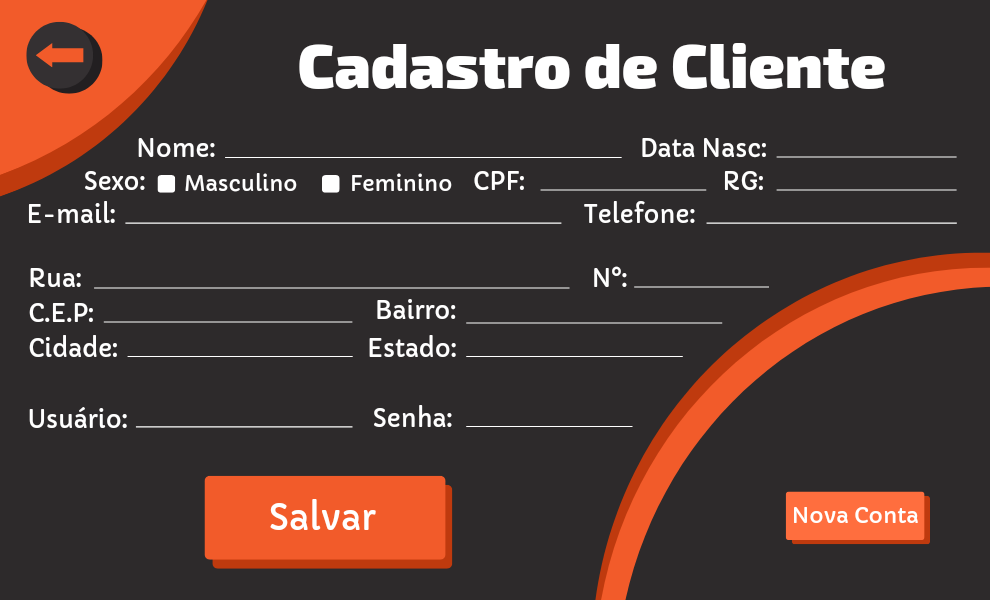 Cadastro de Cliente
Nome: Data Nasc:
Sexo: Masculino Feminino CPF: RG:
E-mail: Telefone:
Rua: Nº:
C.E.P: Bairro:
Cidade: Estado:
Usuário: Senha:
Salvar
Nova Conta